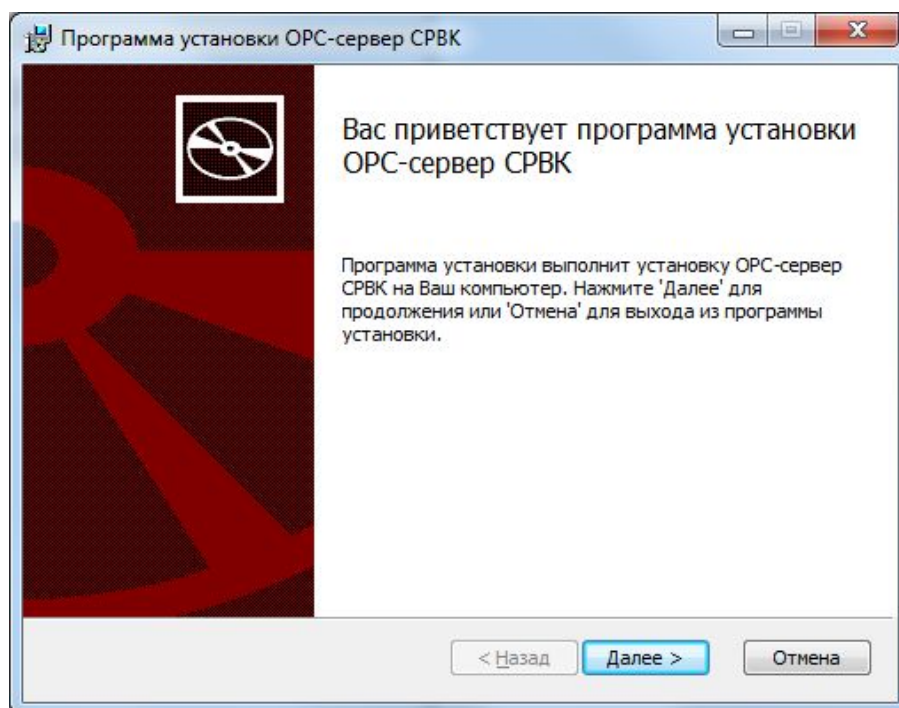 Программа установки OPC-сервер СРВК
Вас приветствует программа установки
OPC-сервер СРВК
Программа установки выполнит установку OPC-сервер
СРВК на Ваш компьютер. Нажмите 'Далее' для
продолжения или 'Отмена' для выхода из программы
установки.
< Назад
Далее >
Отмена